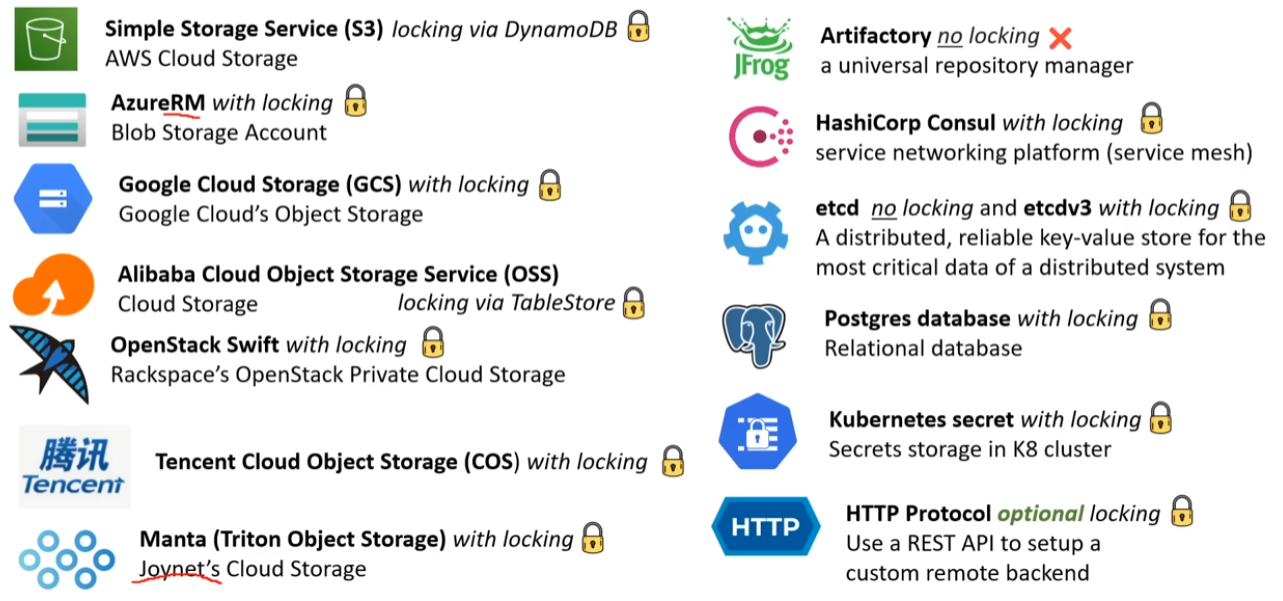 Simple Storage Service (S3) locking via DynamoDB
AWS Cloud Storage
AzureRM with locking
Blob Storage Account
Google Cloud Storage (GCS) with locking
Google Cloud's Object Storage
Alibaba Cloud Object Storage Service (OSS)
Cloud Storage locking via TableStore
OpenStack Swift with locking
Rackspace's OpenStack Private Cloud Storage
腾讯
Tencent
Tencent Cloud Object Storage (COS) with locking
Manta (Triton Object Storage) with locking
Joynet's Cloud Storage
JFrog
Artifactory no locking
a universal repository manager
HashiCorp Consul with locking
service networking platform (service mesh)
etcd no locking and etcdv3 with locking
A distributed, reliable key-value store for the
most critical data of a distributed system
Postgres database with locking
Relational database
Kubernetes secret with locking
Secrets storage in K8 cluster
HTTP
HTTP Protocol optional locking
Use a REST API to setup a
custom remote backend